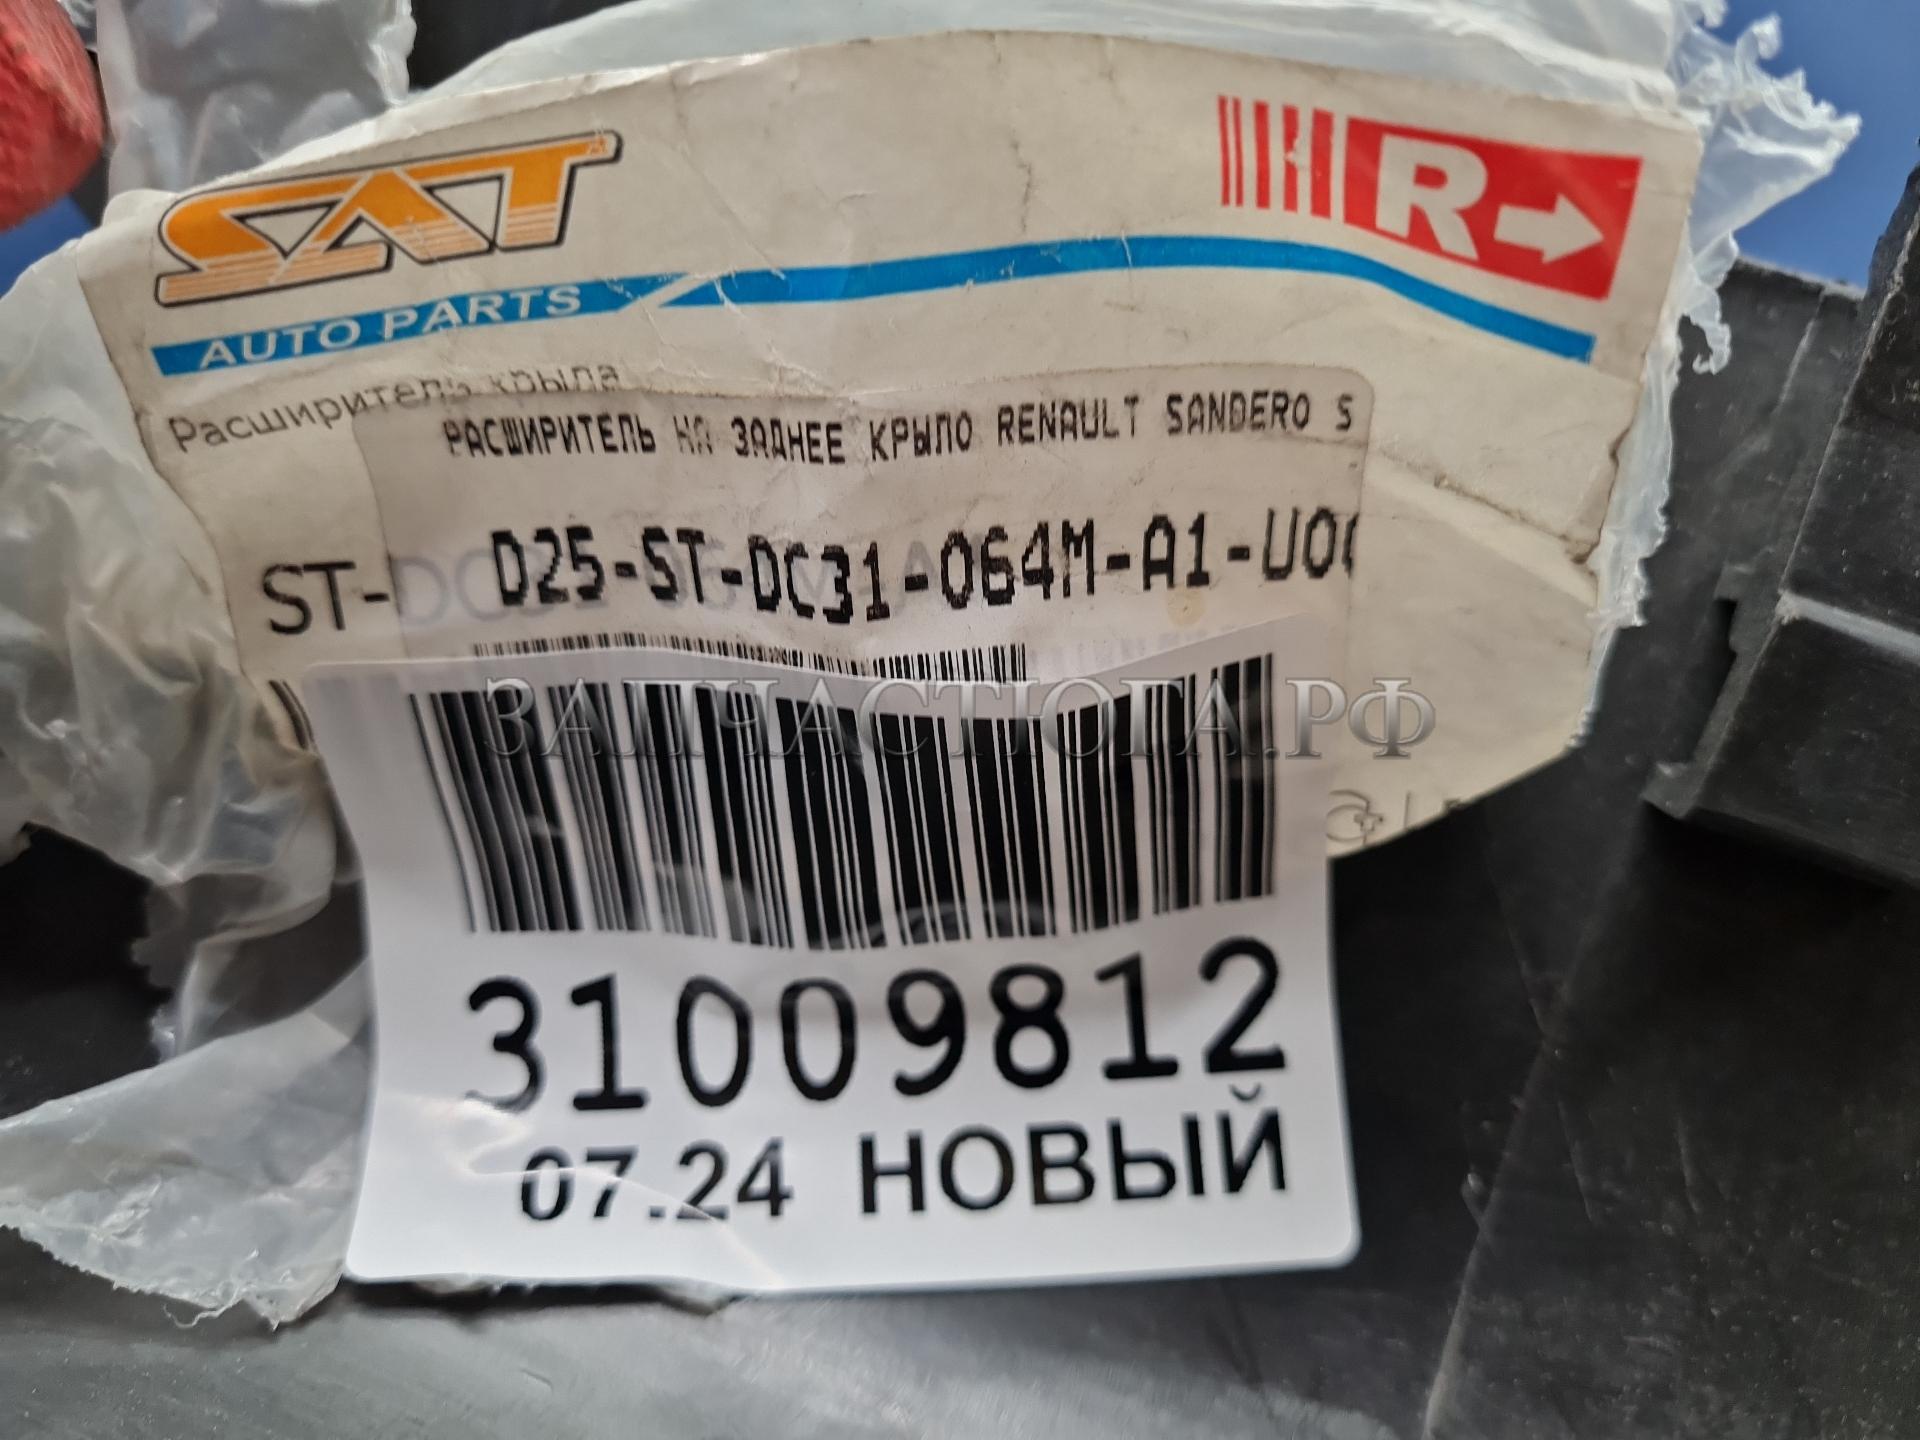 SAT
R
AUTO PARTS
Расширитель крыла
РАСШИРИТЕЛЬ НА ЗАДНЕЕ КРЫЛО RENAULT SANDERO S
ST-
D25-ST-DC31-064M-A1-U0
ЗАПЧАСТЮГА.РФ
31009812
07.24 НОВЫЙ